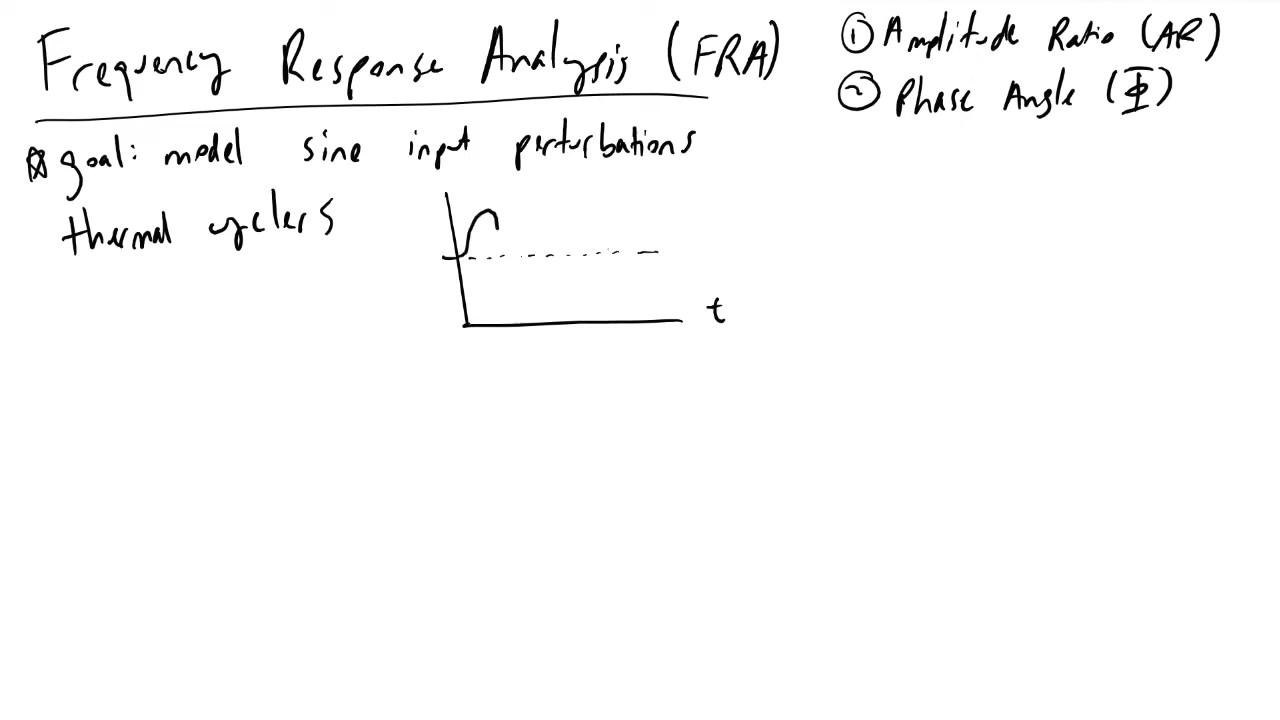 Frequency Response Analysis (FRA)
goal: model sine input perturbations
thermal cyclers
t
① Amplitude Ratio (AR)
② Phase Angle (Φ)